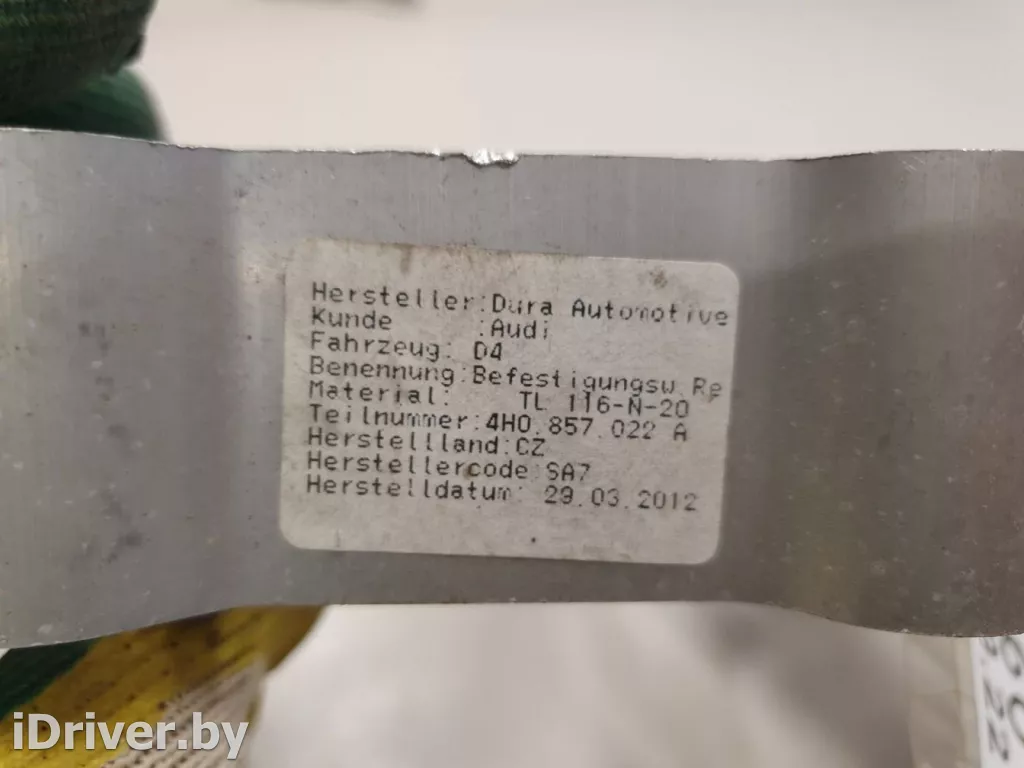 Hersteller:Dura Automotive
Kunde :Audi
Fahrzeug: D4
Benennung:Befestigungsw.Re
Material: TL 116-N-20
Teilnummer:4H0.857.022 A
Herstellland:CZ
Herstellercode:SA7
Herstelldatum: 29.03.2012
iDriver.by